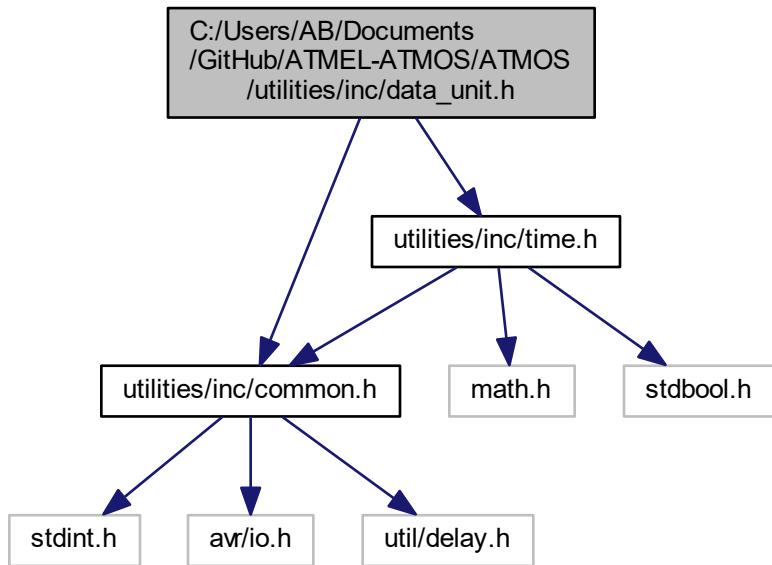 C:/Users/AB/Documents
/GitHub/ATMEL-ATMOS/ATMOS
/utilities/inc/data_unit.h
utilities/inc/time.h
utilities/inc/common.h
math.h
stdbool.h
stdint.h
avr/io.h
util/delay.h